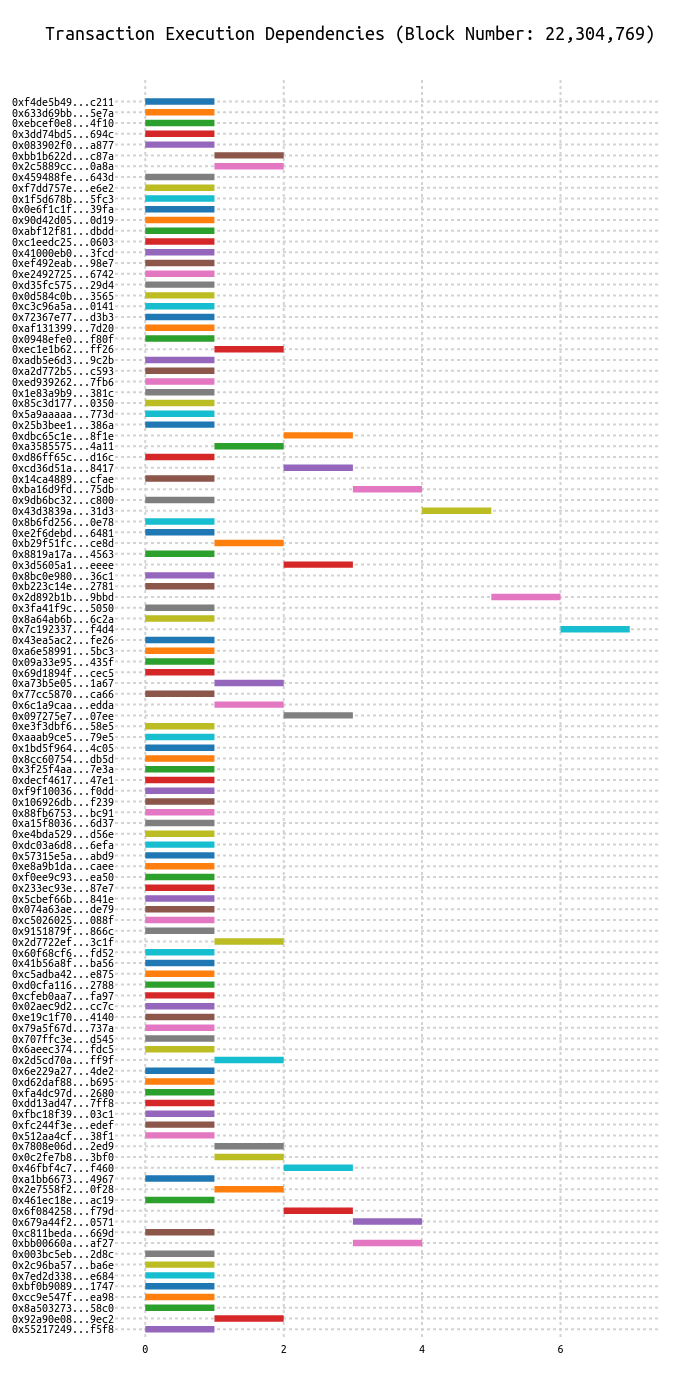 Transaction Execution Dependencies (Block Number: 22,304,769)
0xf4de5b49...c211
0x633d69bb...5e7a
0xebcef0e8...4f10
0x3dd74bd5...694c
0x083902f0...a877
0xbb1b622d...c87a
0x2c5889cc...0a8a
0x459488fe...643d
0xf7dd757e...e6e2
0x1f5d678b...5fc3
0x0e6f1c1f...39fa
0x90d42d05...0d19
0xabf12f81...dbdd
0xc1eedc25...0603
0x41000eb0...3fcd
0xef492eab...98e7
0xe2492725...6742
0xd35fc575...29d4
0x0d584c0b...3565
0xc3c96a5a...0141
0x72367e77...d3b3
0xaf131399...7d20
0x0948efe0...f80f
0xec1e1b62...ff26
0xadb5e6d3...9c2b
0xa2d772b5...c593
0xed939262...7fb6
0x1e83a9b9...381c
0x85c3d177...0350
0x5a9aaaaa...773d
0x25b3bee1...386a
0xdbc65c1e...8f1e
0xa3585575...4a11
0xd86ff65c...d16c
0xcd36d51a...8417
0x14ca4889...cfae
0xba16d9fd...75db
0x9db6bc32...c800
0x43d3839a...31d3
0x8b6fd256...0e78
0xe2f6debd...6481
0xb29f51fc...ce8d
0x8819a17a...4563
0x3d5605a1...eeee
0x8bc0e980...36c1
0xb223c14e...2781
0x2d892b1b...9bbd
0x3fa41f9c...5050
0x8a64ab6b...6c2a
0x7c192337...f4d4
0x43ea5ac2...fe26
0xa6e58991...5bc3
0x09a33e95...435f
0x69d1894f...cec5
0xa73b5e05...1a67
0x77cc5870...ca66
0x6c1a9caa...edda
0x097275e7...07ee
0xe3f3dbf6...58e5
0xaaab9ce5...79e5
0x1bd5f964...4c05
0x8cc60754...db5d
0x3f25f4aa...7e3a
0xdecf4617...47e1
0xf9f10036...f0dd
0x106926db...f239
0x88fb6753...bc91
0xa15f8036...6d37
0xe4bda529...d56e
0xdc03a6d8...6efa
0x57315e5a...abd9
0xe8a9b1da...caee
0xf0ee9c93...ea50
0x233ec93e...87e7
0x5cbef66b...841e
0x074a63ae...de79
0xc5026025...088f
0x9151879f...866c
0x2d7722ef...3c1f
0x60f68cf6...fd52
0x41b56a8f...ba56
0xc5adba42...e875
0xd0cfa116...2788
0xcfeb0aa7...fa97
0x02aec9d2...cc7c
0xe19c1f70...4140
0x79a5f67d...737a
0x707ffc3e...d545
0x6aeec374...fdc5
0x2d5cd70a...ff9f
0x6e229a27...4de2
0xd62daf88...b695
0xfa4dc97d...2680
0xdd13ad47...7ff8
0xfbc18f39...03c1
0xfc244f3e...edef
0x512aa4cf...38f1
0x7808e06d...2ed9
0x0c2fe7b8...3bf0
0x46fbf4c7...f460
0xa1bb6673...4967
0x2e7558f2...0f28
0x461ec18e...ac19
0x6f084258...f79d
0x679a44f2...0571
0xc811beda...669d
0xbb00660a...af27
0x003bc5eb...2d8c
0x2c96ba57...ba6e
0x7ed2d338...e684
0xbf0b9089...1747
0xcc9e547f...ea98
0x8a503273...58c0
0x92a90e08...9ec2
0x55217249...f5f8
0 2 4 6